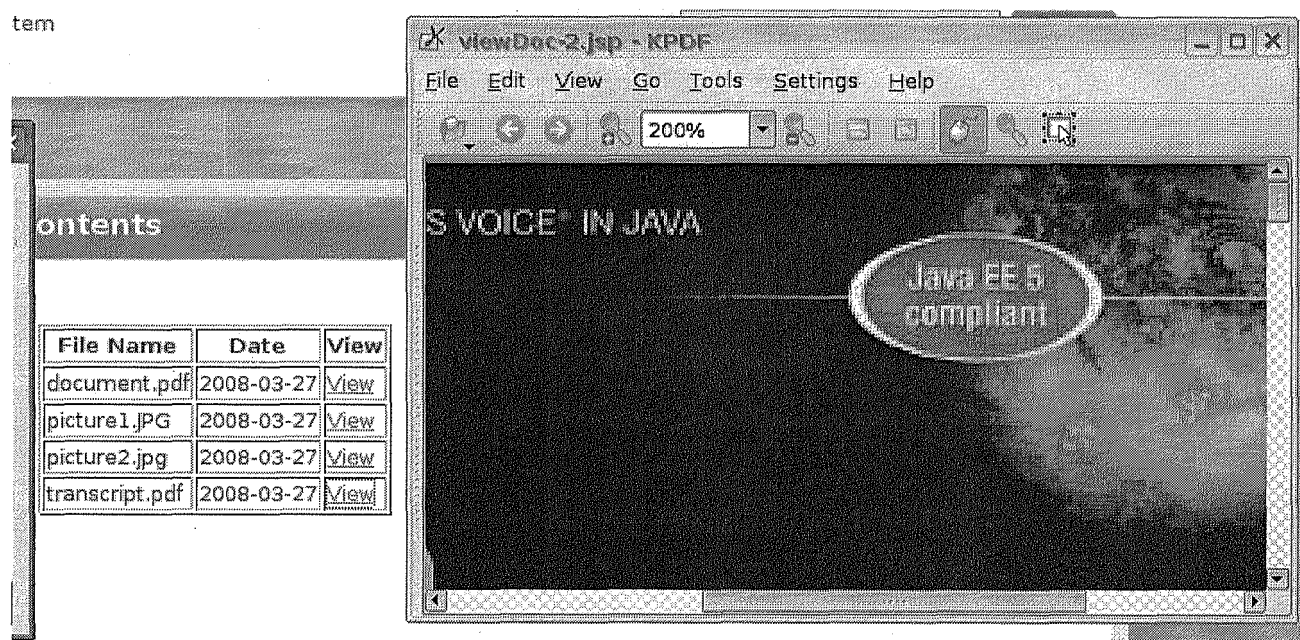 tem
ontents
File Name Date View
document.pdf 2008-03-27 View
picture1.JPG 2008-03-27 View
picture2.jpg 2008-03-27 View
transcript.pdf 2008-03-27 View
viewDoc-2.jsp - KPDF
File Edit View Go Tools Settings Help
200%
S VOICE® IN JAVA
Java EE 5
compliant